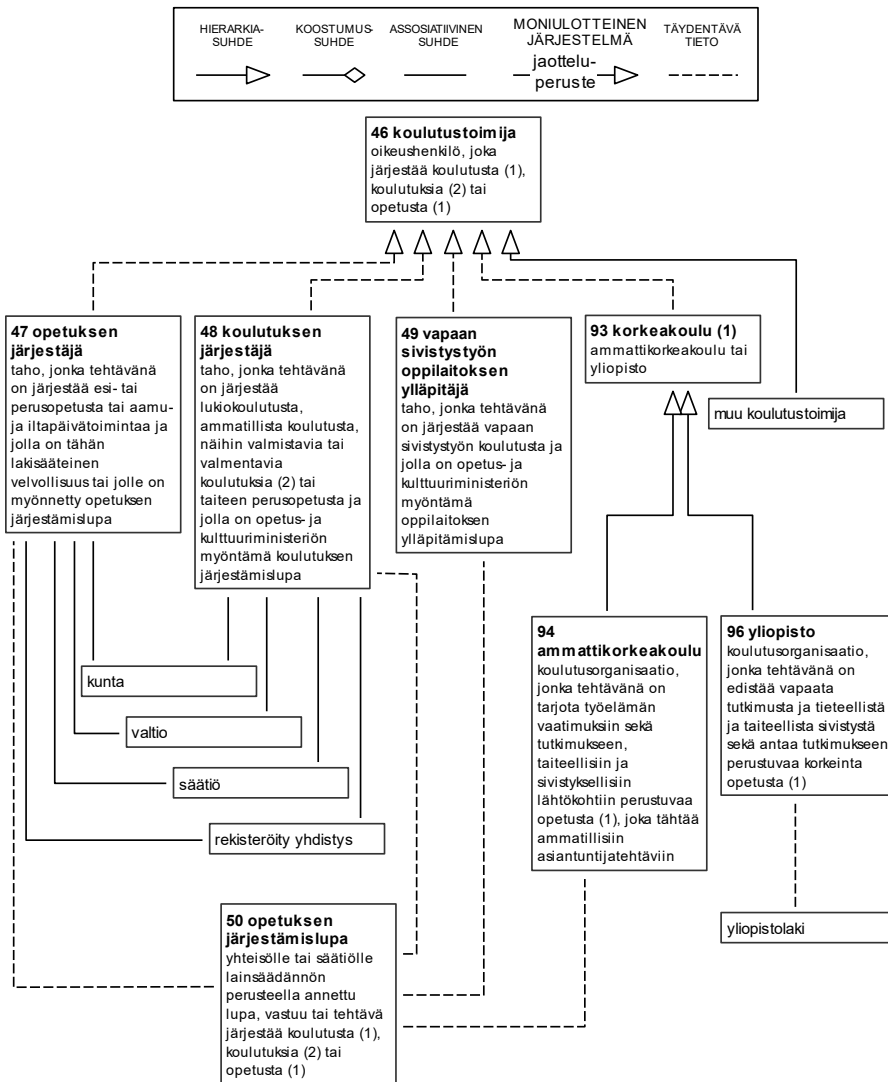 HIERARKIA-
SUHDE
KOOSTUMUS-
SUHDE
ASSOSIATIIVINEN
SUHDE
MONIULOTTEINEN
JÄRJESTELMÄ
jaottelu-
peruste
TÄYDENTÄVÄ
TIETO
46 koulutustoimija
oikeushenkilö, joka
järjestää koulutusta (1),
koulutuksia (2) tai
opetusta (1)
47 opetuksen
järjestäjä
taho, jonka tehtävänä
on järjestää esi- tai
perusopetusta tai aamu-
ja iltapäivätoimintaa ja
jolla on tähän
lakisääteinen
velvollisuus tai jolle on
myönnetty opetuksen
järjestämislupa
48 koulutuksen
järjestäjä
taho, jonka tehtävänä
on järjestää
lukiokoulutusta,
ammatillista koulutusta,
näihin valmistavia tai
valmentavia
koulutuksia (2) tai
taiteen perusopetusta ja
jolla on opetus- ja
kulttuuriministeriön
myöntämä koulutuksen
järjestämislupa
49 vapaan
sivistystyön
oppilaitoksen
ylläpitäjä
taho, jonka tehtävänä
on järjestää vapaan
sivistystyön koulutusta ja
jolla on opetus- ja
kulttuuriministeriön
myöntämä
oppilaitoksen
ylläpitämislupa
93 korkeakoulu (1)
ammattikorkeakoulu tai
yliopisto
muu koulutustoimija
94
ammattikorkeakoulu
koulutusorganisaatio,
jonka tehtävänä on
tarjota työelämän
vaatimuksiin sekä
tutkimukseen,
taiteellisiin ja
sivistyksellisiin
lähtökohtiin perustuvaa
opetusta (1), joka tähtää
ammatillisiin
asiantuntijatehtäviin
96 yliopisto
koulutusorganisaatio,
jonka tehtävänä on
edistää vapaata
tutkimusta ja tieteellistä
ja taiteellista sivistystä
sekä antaa tutkimukseen
perustuvaa korkeinta
opetusta (1)
kunta
valtio
säätiö
rekisteröity yhdistys
yliopistolaki
50 opetuksen
järjestämislupa
yhteisölle tai säätiölle
lainsäädännön
perusteella annettu
lupa, vastuu tai tehtävä
järjestää koulutusta (1),
koulutuksia (2) tai
opetusta (1)